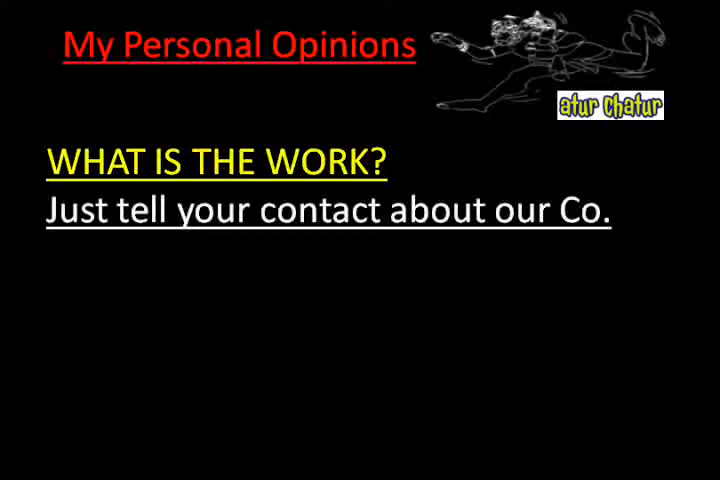 My Personal Opinions
atur Chatur
WHAT IS THE WORK?
Just tell your contact about our Co.